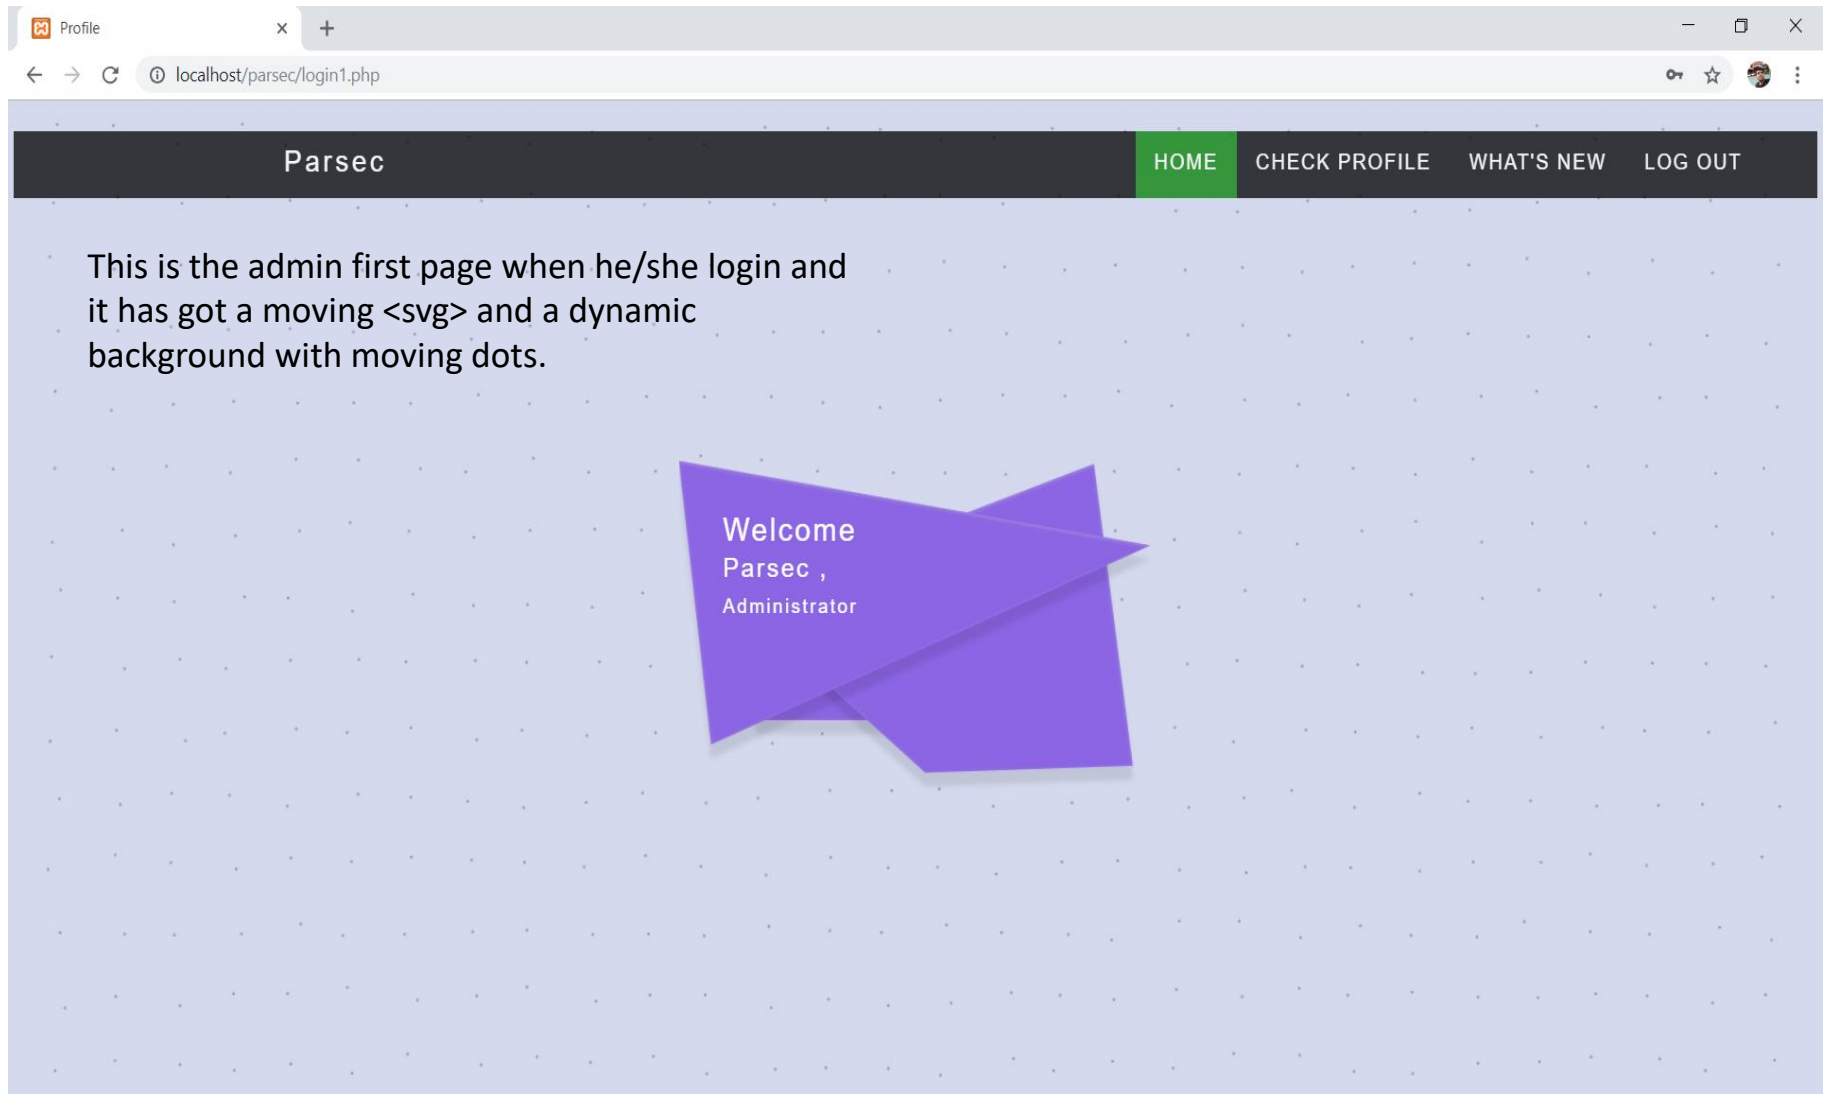 Profile
localhost/parsec/login1.php
Parsec HOME CHECK PROFILE WHAT'S NEW LOG OUT
This is the admin first page when he/she login and
it has got a moving <svg> and a dynamic
background with moving dots.
Welcome
Parsec ,
Administrator